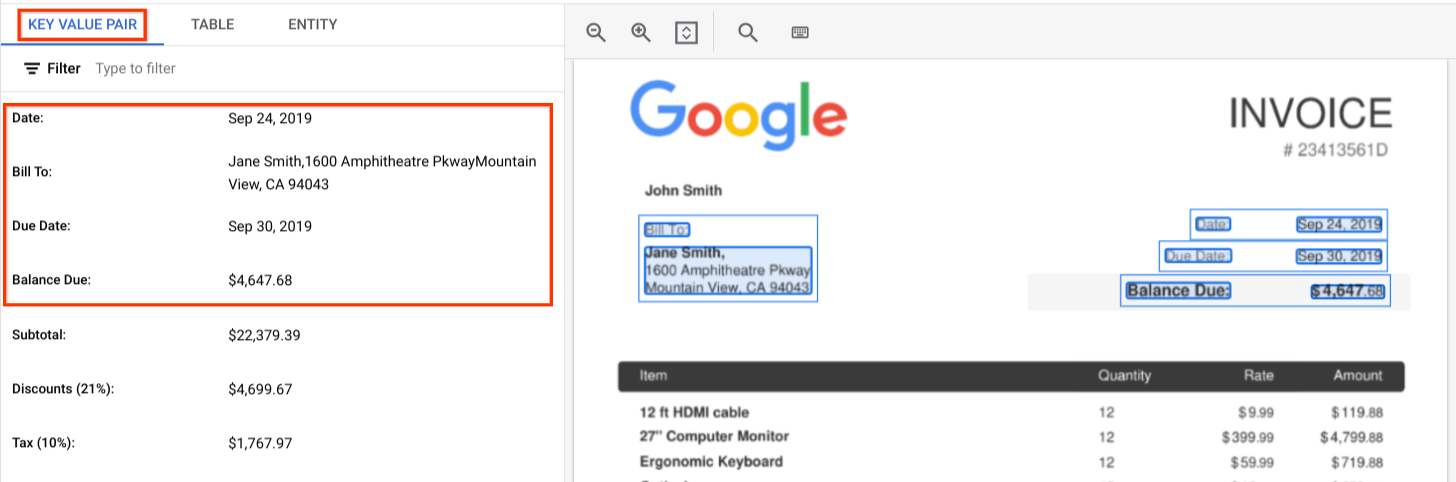 KEY VALUE PAIR TABLE ENTITY
Filter Type to filter
Date: Sep 24, 2019
Bill To: Jane Smith,1600 Amphitheatre PkwayMountain
View, CA 94043
Due Date: Sep 30, 2019
Balance Due: $4,647.68
Subtotal: $22,379.39
Discounts (21%): $4,699.67
Tax (10%): $1,767.97
Google
INVOICE
# 23413561D
John Smith
Bill To:
Jane Smith,
1600 Amphitheatre Pkway
Mountain View, CA 94043
Date: Sep 24, 2019
Due Date: Sep 30, 2019
Balance Due: $4,647.68
Item Quantity Rate Amount
12 ft HDMI cable 12 $9.99 $119.88
27" Computer Monitor 12 $399.99 $4,799.88
Ergonomic Keyboard 12 $59.99 $719.88